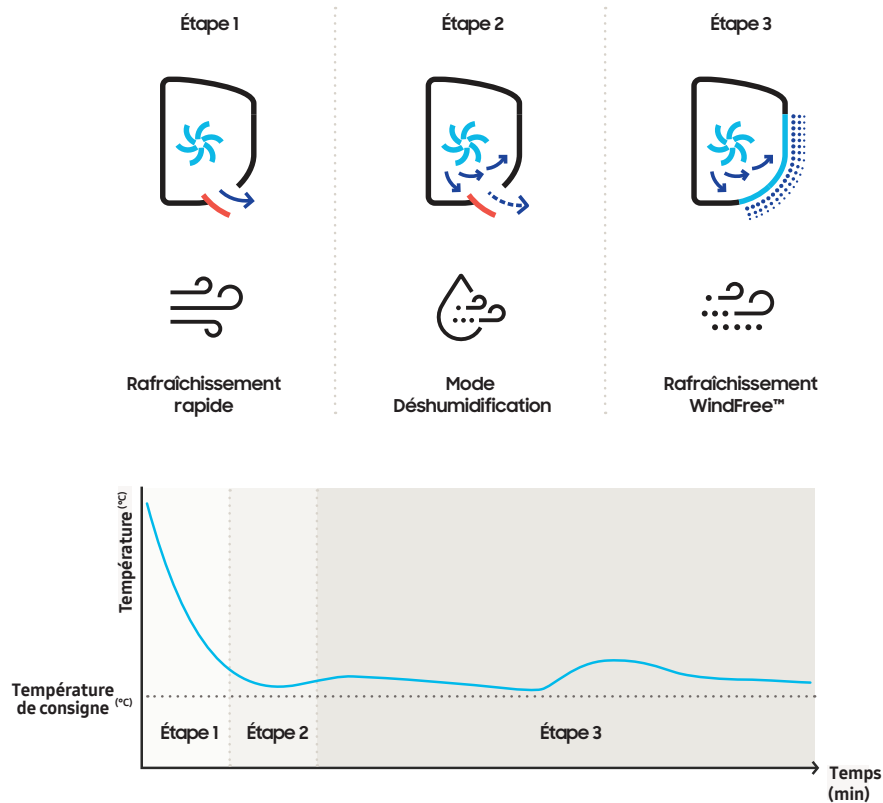 Étape 1
Étape 2
Étape 3
Rafraîchissement
rapide
Mode
Déshumidification
Rafraîchissement
WindFree™
Température (°C)
Température
de consigne (°C)
Étape 1
Étape 2
Étape 3
Temps
(min)